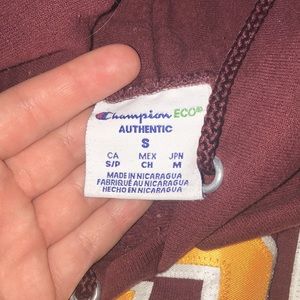 Champion ECO®
AUTHENTIC
S
CA MEX JPN
S/P CH M
MADE IN NICARAGUA
FABRIQUÉ AU NICARAGUA
HECHO EN NICARAGUA